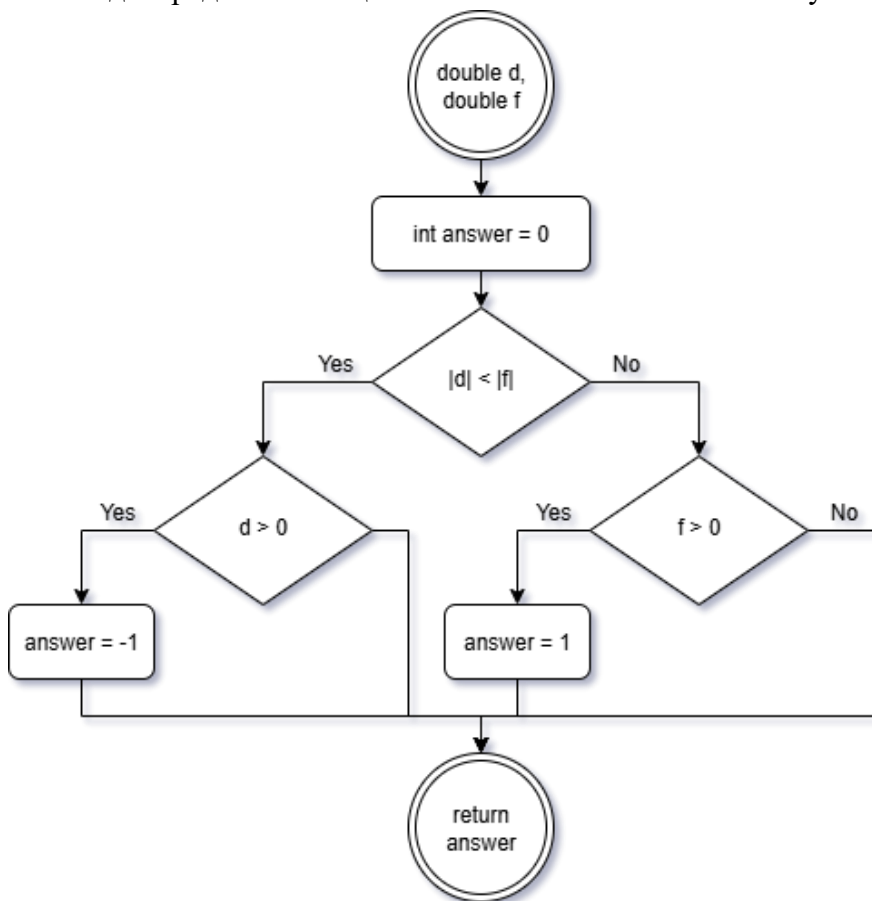 double d,
double f
int answer = 0
|d| < |f|
Yes
No
d > 0
Yes
f > 0
Yes
No
answer = -1
answer = 1
return
answer